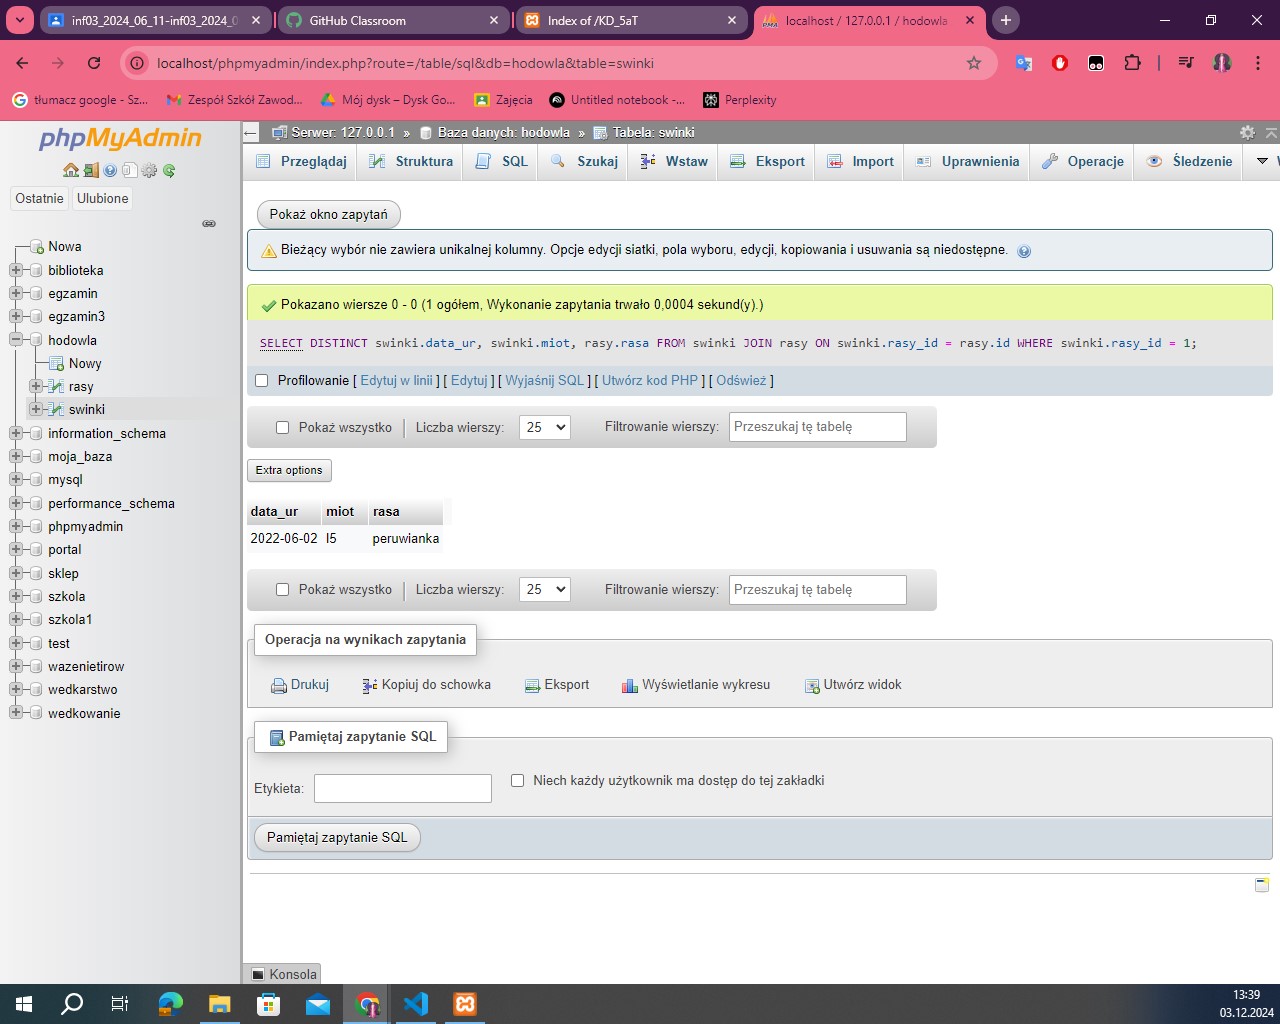 inf03_2024_06_11-inf03_2024_0
GitHub Classroom
Index of /KD_5aT
localhost / 127.0.0.1 / hodowla
localhost/phpmyadmin/index.php?route=/table/sql&db=hodowla&table=swinki
tłumacz google - Sz...
Zespół Szkół Zawod...
Mój dysk – Dysk Go...
Zajęcia
Untitled notebook -...
Perplexity
phpMyAdmin
Ostatnie
Ulubione
Nowa
biblioteka
egzamin
egzamin3
hodowla
Nowy
rasy
swinki
information_schema
moja_baza
mysql
performance_schema
phpmyadmin
portal
sklep
szkola
szkola1
test
wazenietirow
wedkarstwo
wedkowanie
Serwer: 127.0.0.1 » Baza danych: hodowla » Tabela: swinki
Przeglądaj Struktura SQL Szukaj Wstaw Eksport Import Uprawnienia Operacje Śledzenie
Pokaż okno zapytań
Bieżący wybór nie zawiera unikalnej kolumny. Opcje edycji siatki, pola wyboru, edycji, kopiowania i usuwania są niedostępne.
Pokazano wiersze 0 - 0 (1 ogółem, Wykonanie zapytania trwało 0,0004 sekund(y).)
SELECT DISTINCT swinki.data_ur, swinki.miot, rasy.rasa FROM swinki JOIN rasy ON swinki.rasy_id = rasy.id WHERE swinki.rasy_id = 1;
Profilowanie [ Edytuj w linii ] [ Edytuj ] [ Wyjaśnij SQL ] [ Utwórz kod PHP ] [ Odśwież ]
Pokaż wszystko | Liczba wierszy: 25 Filtrowanie wierszy: Przeszukaj tę tabelę
Extra options
data_ur miot rasa
2022-06-02 I5 peruwianka
Pokaż wszystko | Liczba wierszy: 25 Filtrowanie wierszy: Przeszukaj tę tabelę
Operacja na wynikach zapytania
Drukuj Kopiuj do schowka Eksport Wyświetlanie wykresu Utwórz widok
Pamiętaj zapytanie SQL
Etykieta: Niech każdy użytkownik ma dostęp do tej zakładki
Pamiętaj zapytanie SQL
Konsola
13:39
03.12.2024